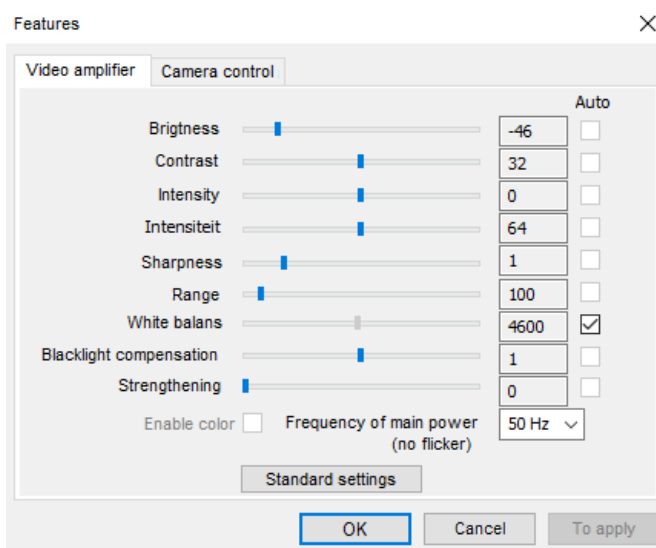 Features
Video amplifier Camera control
Auto
Brigtness -46
Contrast 32
Intensity 0
Intensiteit 64
Sharpness 1
Range 100
White balans 4600
Blacklight compensation 1
Strengthening 0
Enable color Frequency of main power 50 Hz
(no flicker)
Standard settings
OK Cancel To apply